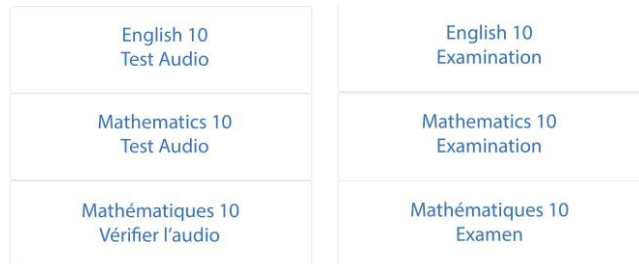 English 10
Test Audio
English 10
Examination
Mathematics 10
Test Audio
Mathematics 10
Examination
Mathématiques 10
Vérifier l’audio
Mathématiques 10
Examen